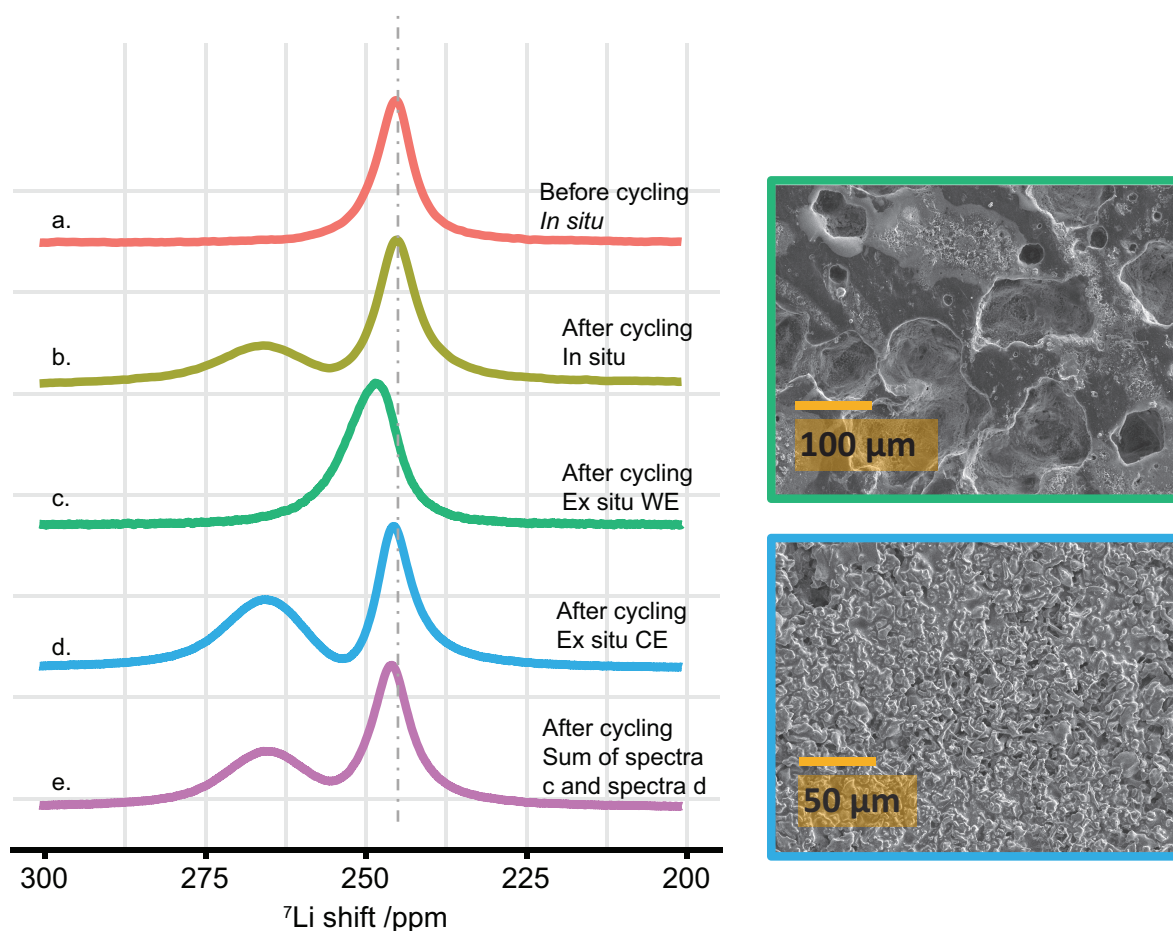 a.
Before cycling
In situ
b.
After cycling
In situ
c.
After cycling
Ex situ WE
d.
After cycling
Ex situ CE
e.
After cycling
Sum of spectra
c and spectra d
300 275 250 225 200
⁷Li shift /ppm
100 µm
50 µm